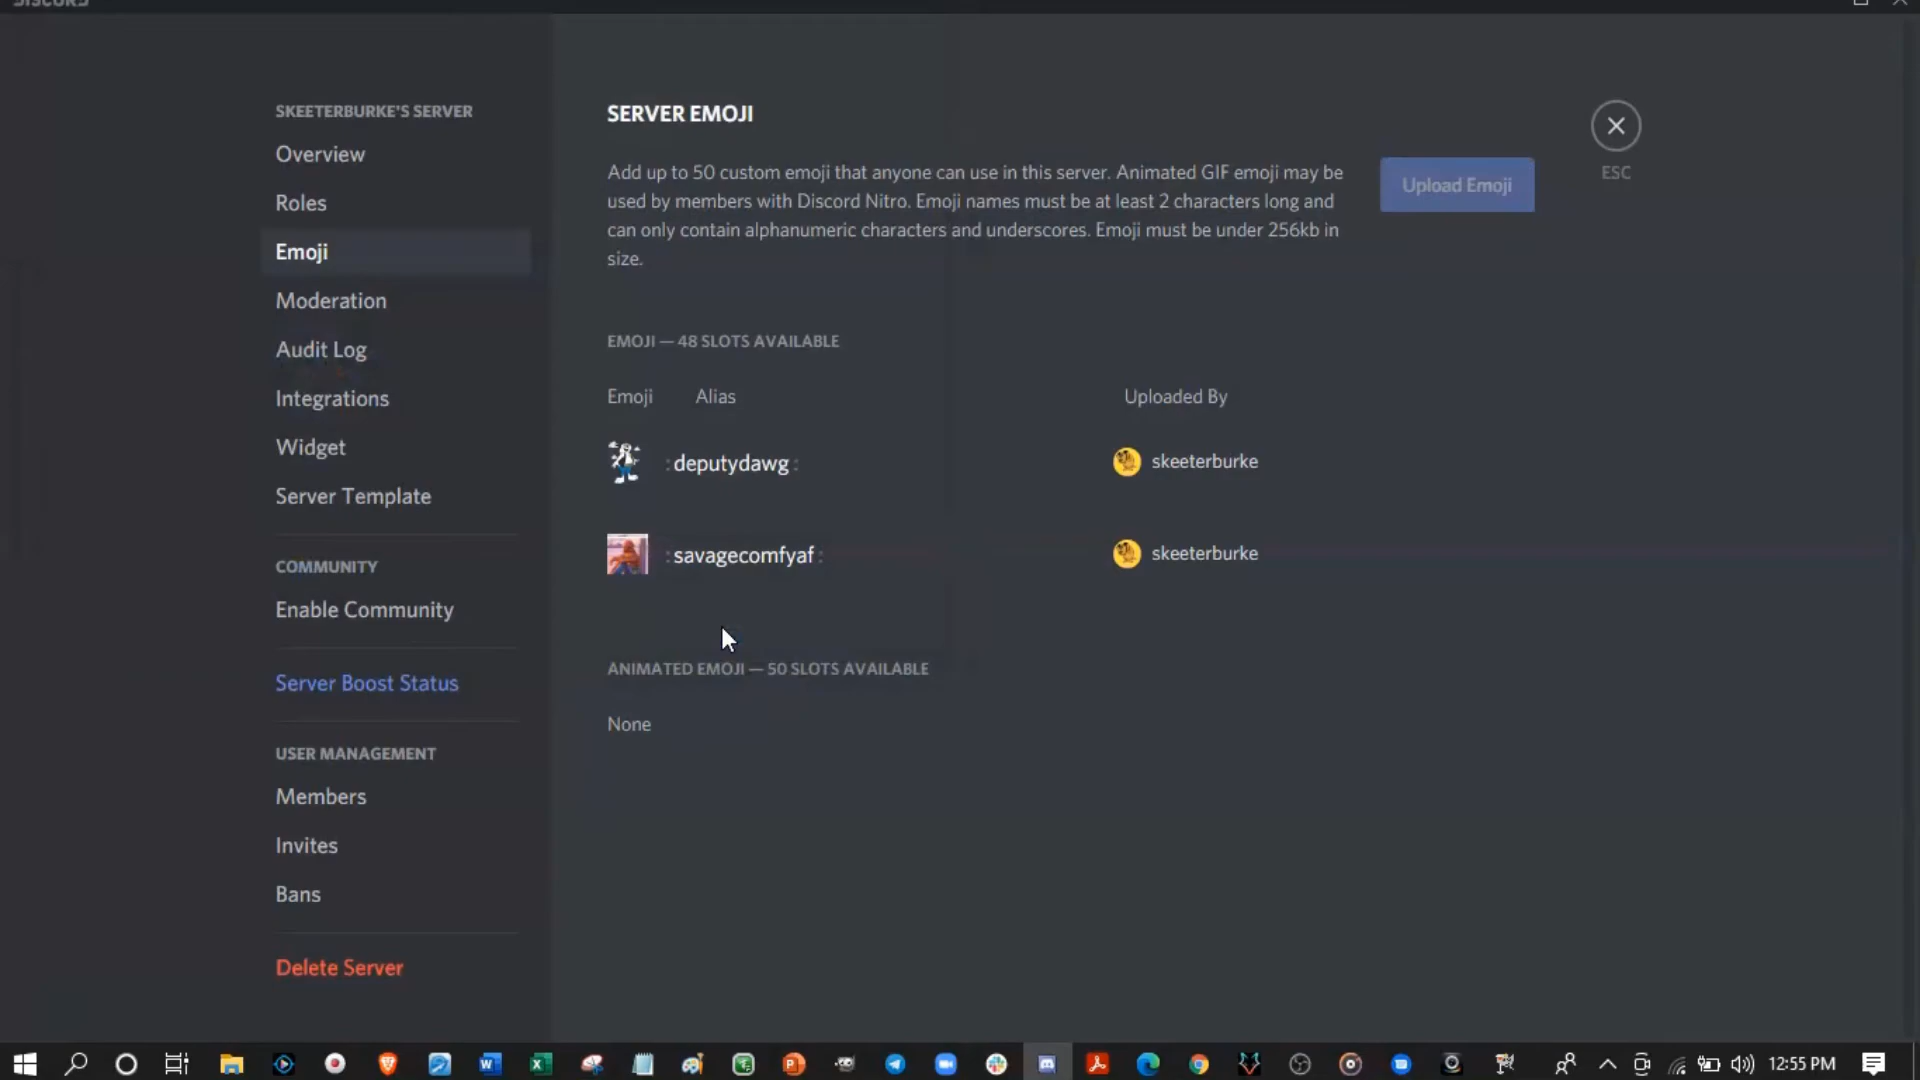 DISCORD
SKEETERBURKE'S SERVER
Overview
Roles
Emoji
Moderation
Audit Log
Integrations
Widget
Server Template
COMMUNITY
Enable Community
Server Boost Status
USER MANAGEMENT
Members
Invites
Bans
Delete Server
SERVER EMOJI
Add up to 50 custom emoji that anyone can use in this server. Animated GIF emoji may be
used by members with Discord Nitro. Emoji names must be at least 2 characters long and
can only contain alphanumeric characters and underscores. Emoji must be under 256kb in
size.
Upload Emoji
ESC
EMOJI — 48 SLOTS AVAILABLE
Emoji Alias Uploaded By
:deputydawg: skeeterburke
:savagecomfyaf: skeeterburke
ANIMATED EMOJI — 50 SLOTS AVAILABLE
None
12:55 PM